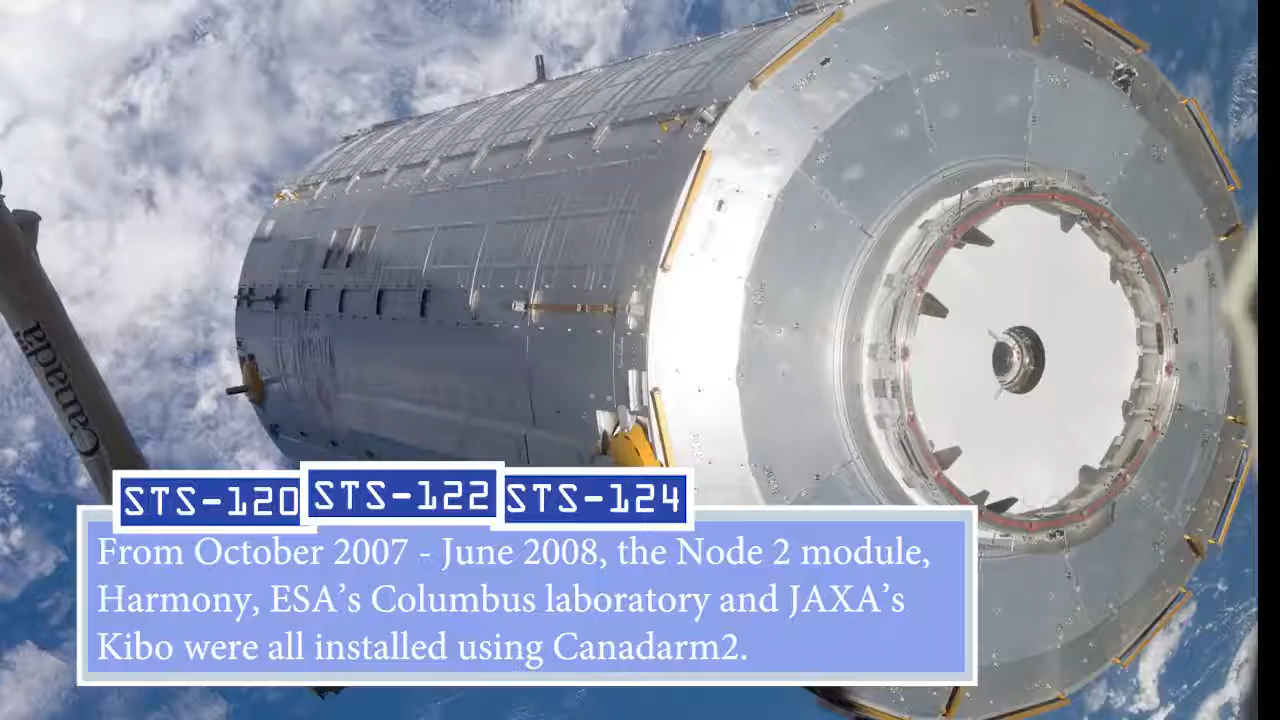 Canada
STS-120 STS-122 STS-124
From October 2007 - June 2008, the Node 2 module,
Harmony, ESA's Columbus laboratory and JAXA's
Kibo were all installed using Canadarm2.